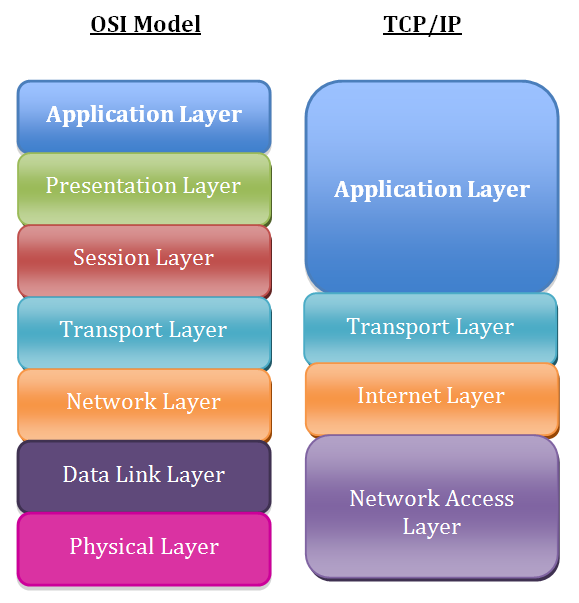 OSI Model
Application Layer
Presentation Layer
Session Layer
Transport Layer
Network Layer
Data Link Layer
Physical Layer
TCP/IP
Application Layer
Transport Layer
Internet Layer
Network Access
Layer